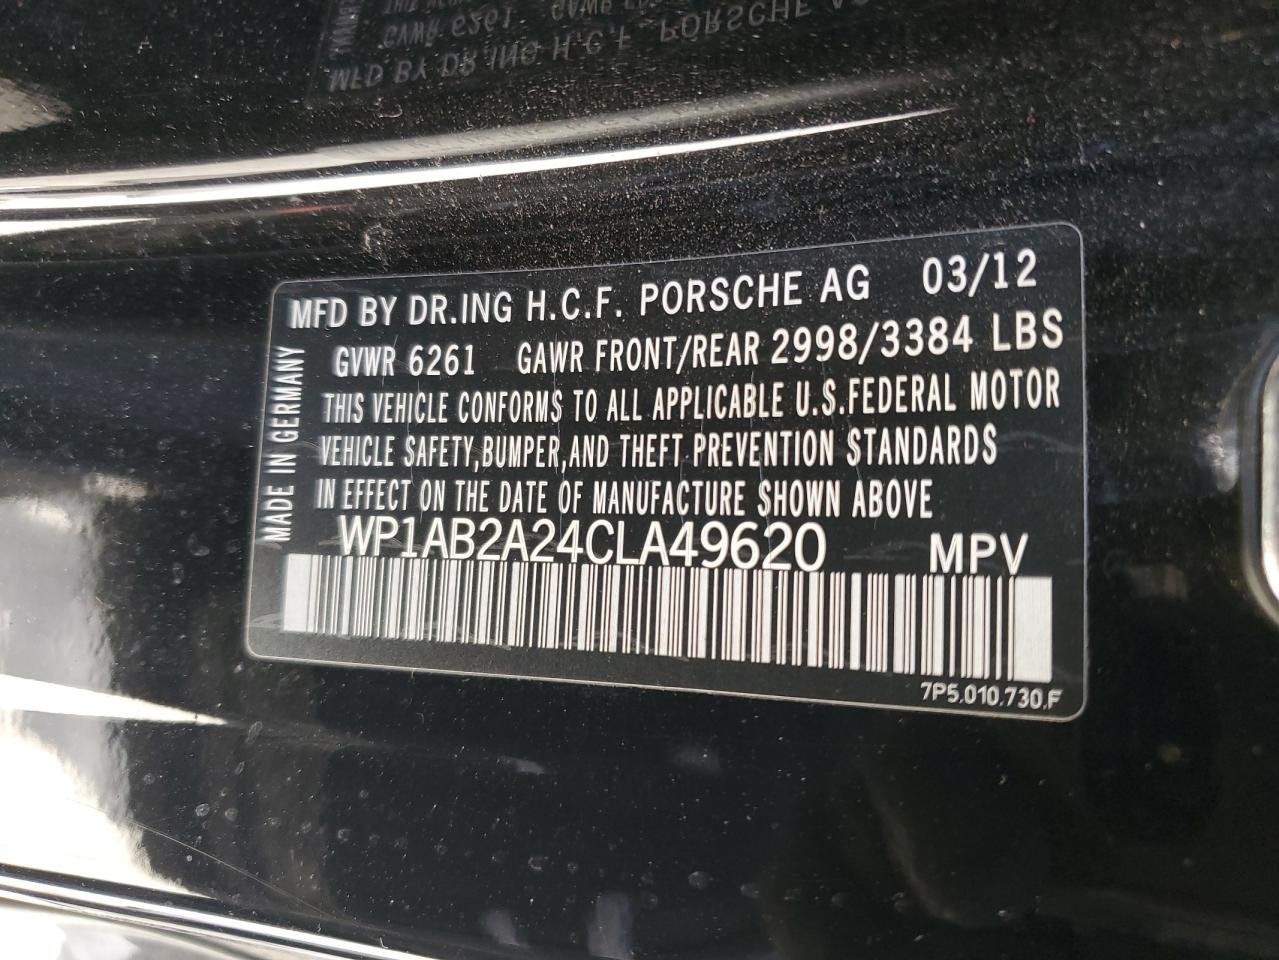 MFD BY DR.ING H.C.F. PORSCHE AG 03/12
GVWR 6261 GAWR FRONT/REAR 2998/3384 LBS
THIS VEHICLE CONFORMS TO ALL APPLICABLE U.S.FEDERAL MOTOR
VEHICLE SAFETY,BUMPER,AND THEFT PREVENTION STANDARDS
IN EFFECT ON THE DATE OF MANUFACTURE SHOWN ABOVE
MADE IN GERMANY
WP1AB2A24CLA49620 MPV
7P5.010.730.F